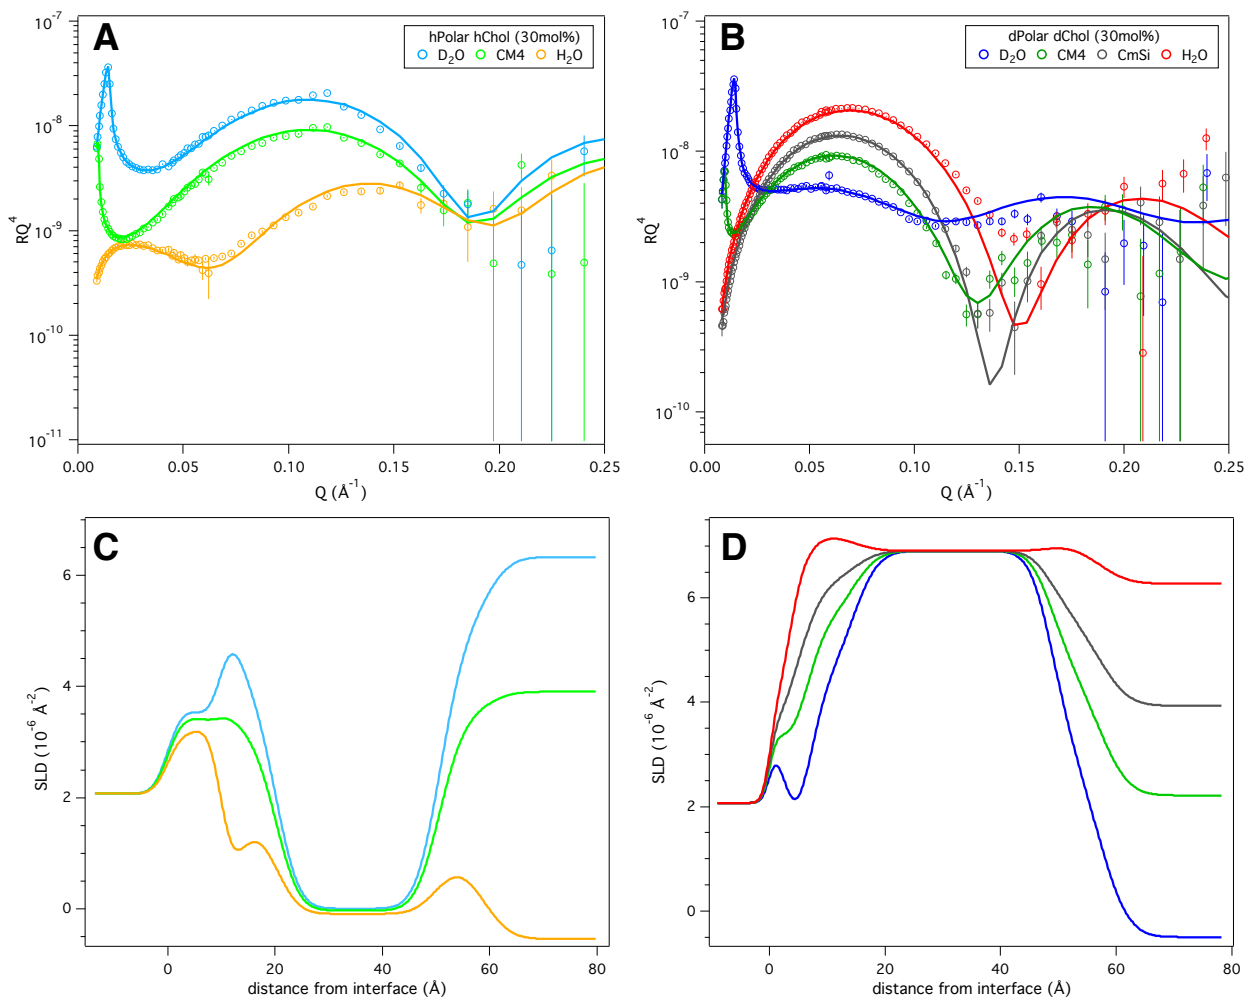 A
hPolar hChol (30mol%)
D₂O CM4 H₂O
10⁻⁷
10⁻⁸
10⁻⁹
10⁻¹⁰
10⁻¹¹
RQ⁴
0.00 0.05 0.10 0.15 0.20 0.25
Q (Å⁻¹)
B
dPolar dChol (30mol%)
D₂O CM4 CmSi H₂O
10⁻⁷
10⁻⁸
10⁻⁹
10⁻¹⁰
RQ⁴
0.00 0.05 0.10 0.15 0.20 0.25
Q (Å⁻¹)
C
6
4
2
0
SLD (10⁻⁶ Å⁻²)
0 20 40 60 80
distance from interface (Å)
D
6
4
2
0
SLD (10⁻⁶ Å⁻²)
0 20 40 60 80
distance from interface (Å)